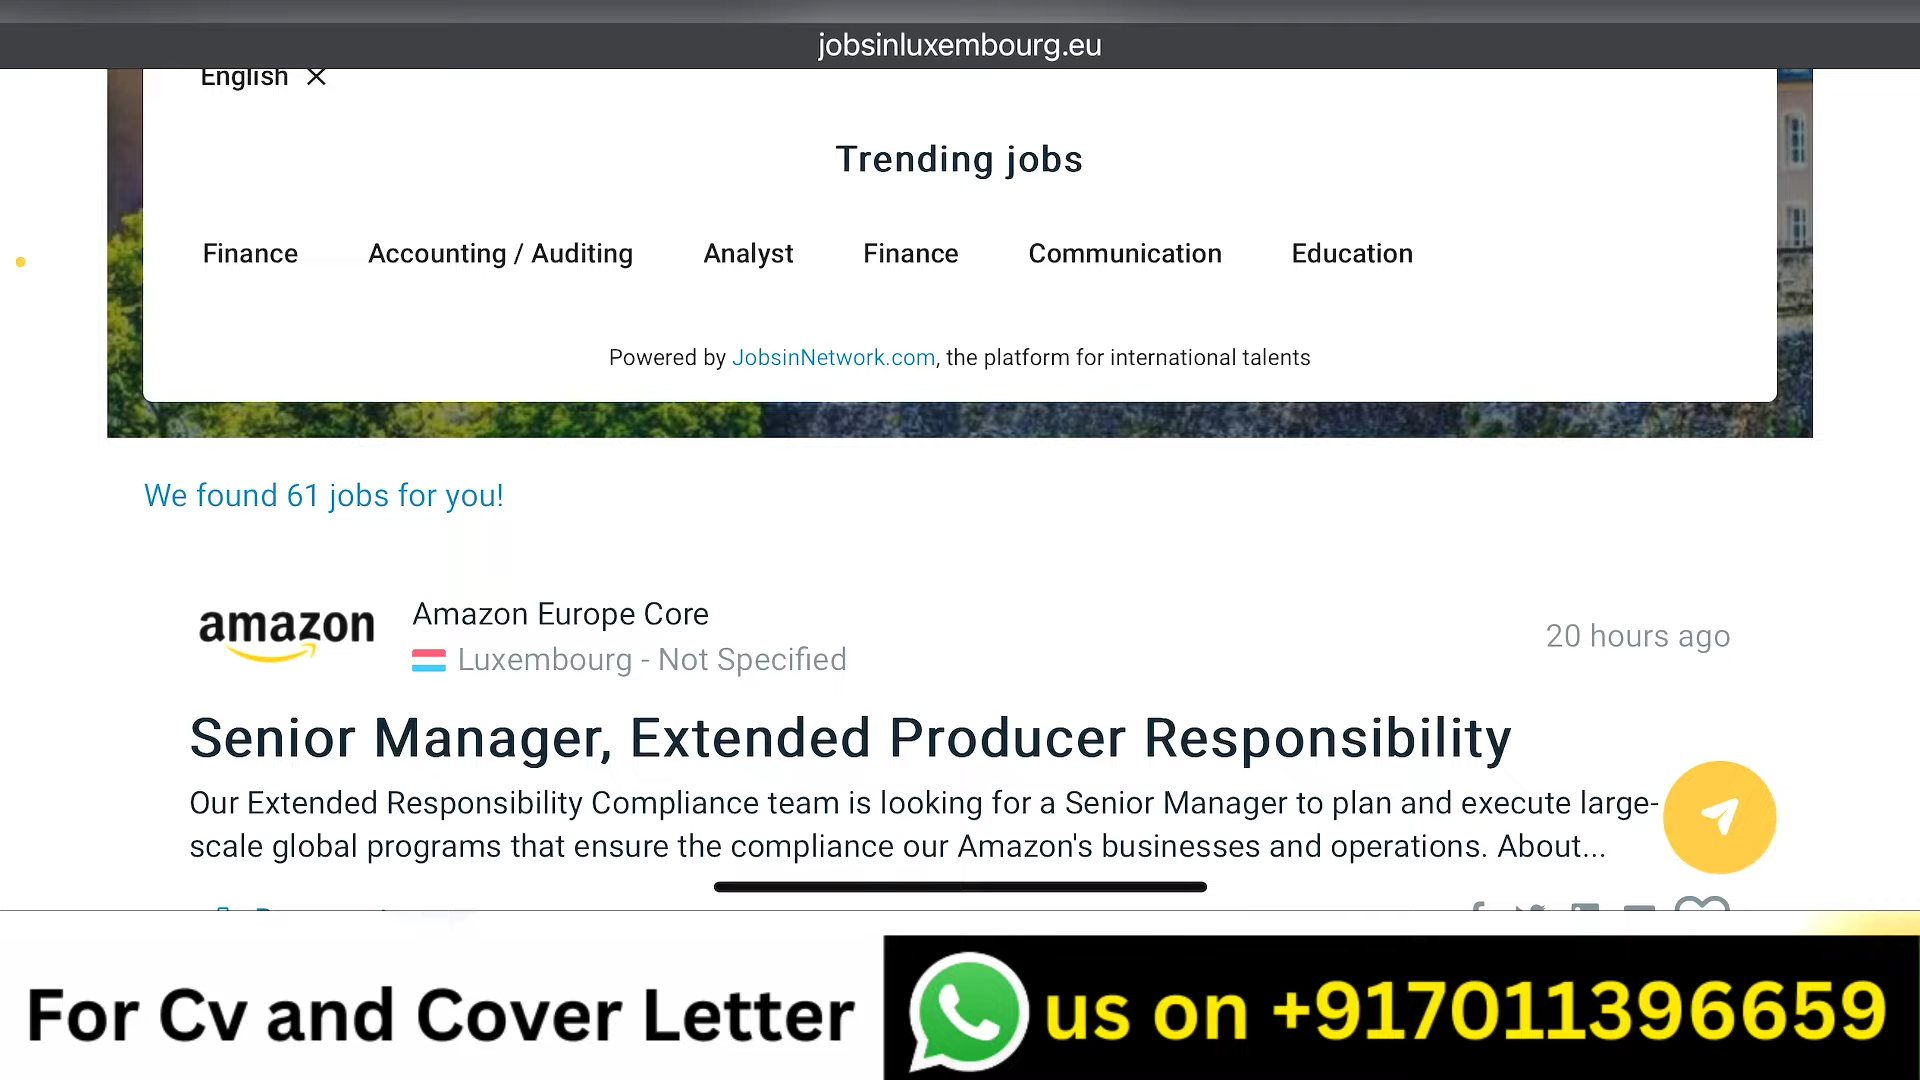 jobsinluxembourg.eu
English
Trending jobs
Finance Accounting / Auditing Analyst Finance Communication Education
Powered by JobsinNetwork.com, the platform for international talents
We found 61 jobs for you!
amazon
Amazon Europe Core
Luxembourg - Not Specified
20 hours ago
Senior Manager, Extended Producer Responsibility
Our Extended Responsibility Compliance team is looking for a Senior Manager to plan and execute large-
scale global programs that ensure the compliance our Amazon's businesses and operations. About...
For Cv and Cover Letter
us on +917011396659